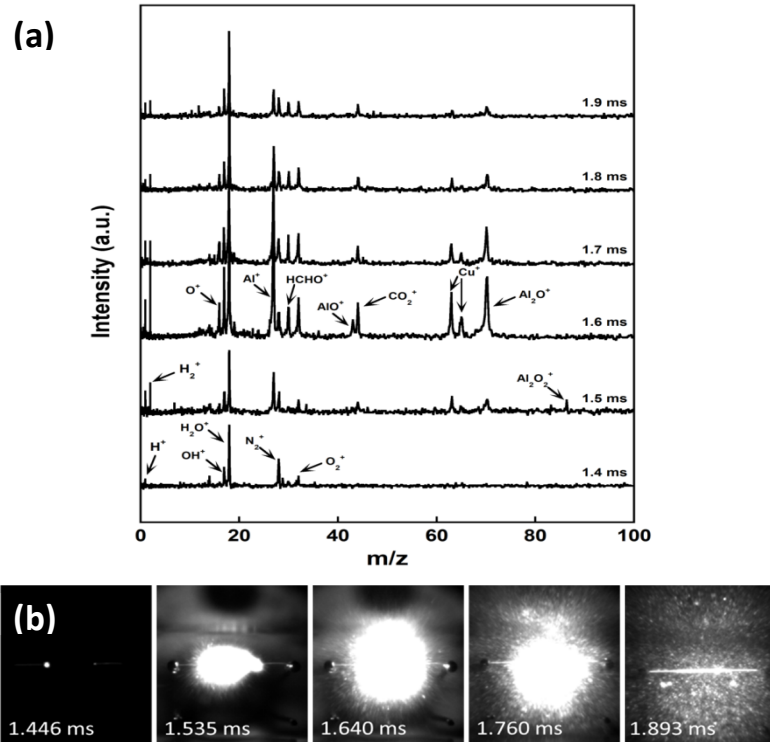 (a)
1.9 ms
1.8 ms
1.7 ms
Intensity (a.u.)
O⁺
Al⁺
HCHO⁺
AlO⁺
CO₂⁺
Cu⁺
Al₂O⁺
1.6 ms
H₂⁺
Al₂O₂⁺
1.5 ms
H⁺
H₂O⁺
OH⁺
N₂⁺
O₂⁺
1.4 ms
0 20 40 60 80 100
m/z
(b)
1.446 ms 1.535 ms 1.640 ms 1.760 ms 1.893 ms